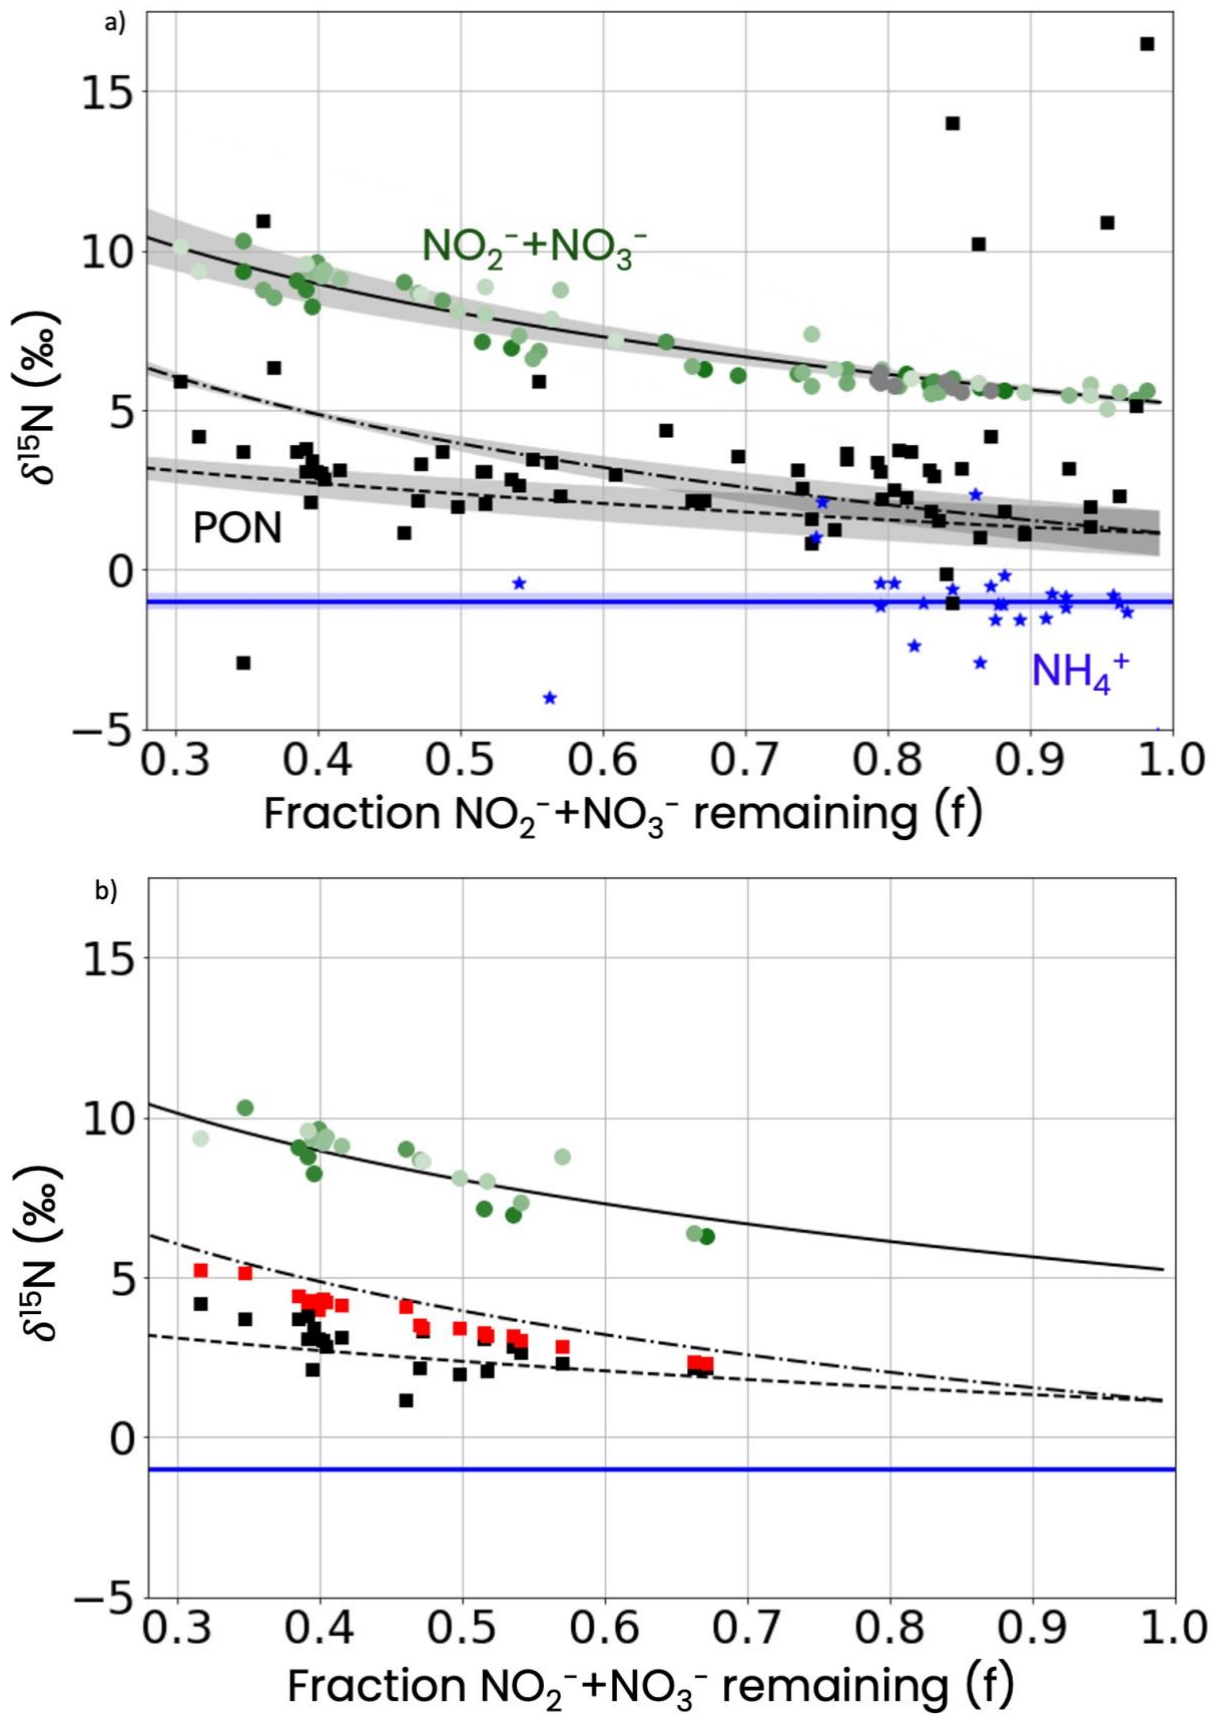 a)
15
10
5
0
−5
δ¹⁵N (‰)
NO₂⁻+NO₃⁻
PON
NH₄⁺
0.3 0.4 0.5 0.6 0.7 0.8 0.9 1.0
Fraction NO₂⁻+NO₃⁻ remaining (f)
b)
15
10
5
0
−5
δ¹⁵N (‰)
0.3 0.4 0.5 0.6 0.7 0.8 0.9 1.0
Fraction NO₂⁻+NO₃⁻ remaining (f)